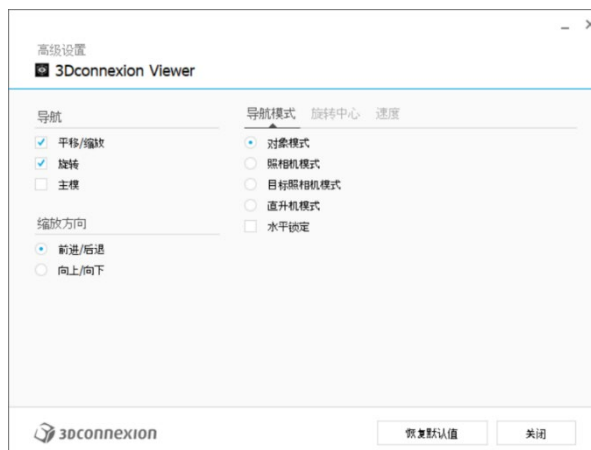 高级设置
3Dconnexion Viewer
导航
平移/缩放
旋转
主模
缩放方向
前进/后退
向上/向下
导航模式 旋转中心 速度
对象模式
照相机模式
目标照相机模式
直升机模式
水平锁定
3DCONNEXION
恢复默认值 关闭